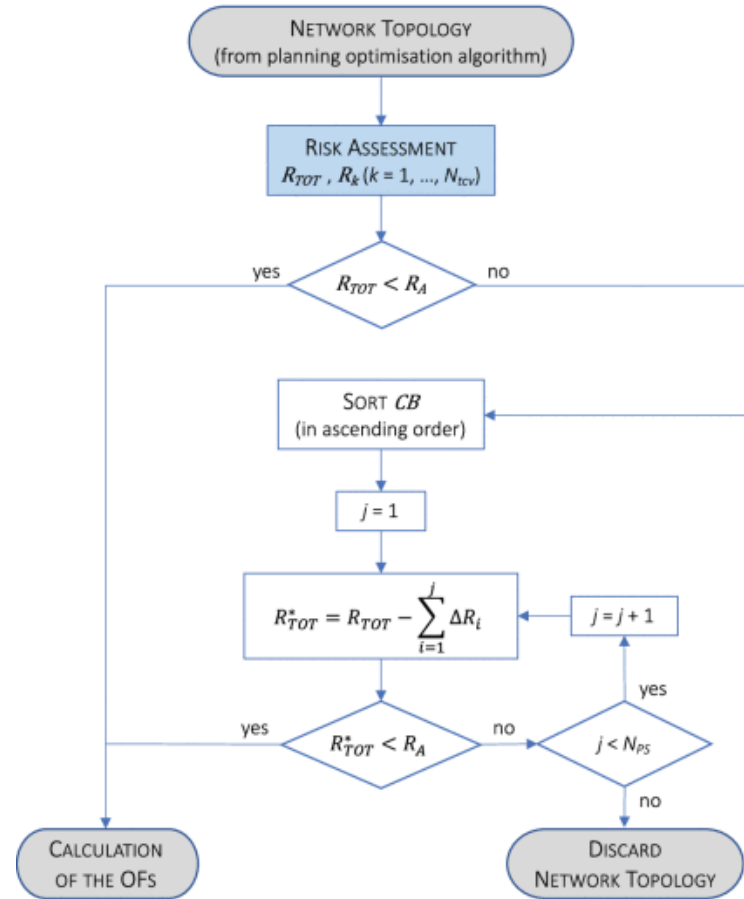 NETWORK TOPOLOGY
(from planning optimisation algorithm)
RISK ASSESSMENT
R_TOT , R_k (k = 1, ..., N_tcv)
yes
R_TOT < R_A
no
SORT CB
(in ascending order)
j = 1
R*_TOT = R_TOT − ∑_{i=1}^{j} ΔR_i
j = j + 1
yes
yes
R*_TOT < R_A
no
j < N_PS
no
CALCULATION
OF THE OFS
DISCARD
NETWORK TOPOLOGY